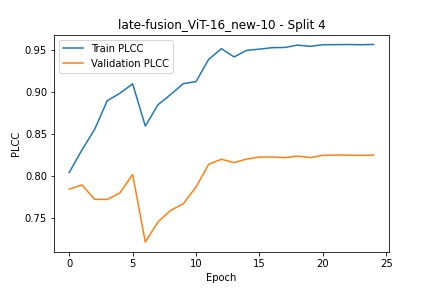 late-fusion_ViT-16_new-10 - Split 4
Train PLCC
Validation PLCC
0.95
0.90
0.85
0.80
0.75
PLCC
0 5 10 15 20 25
Epoch